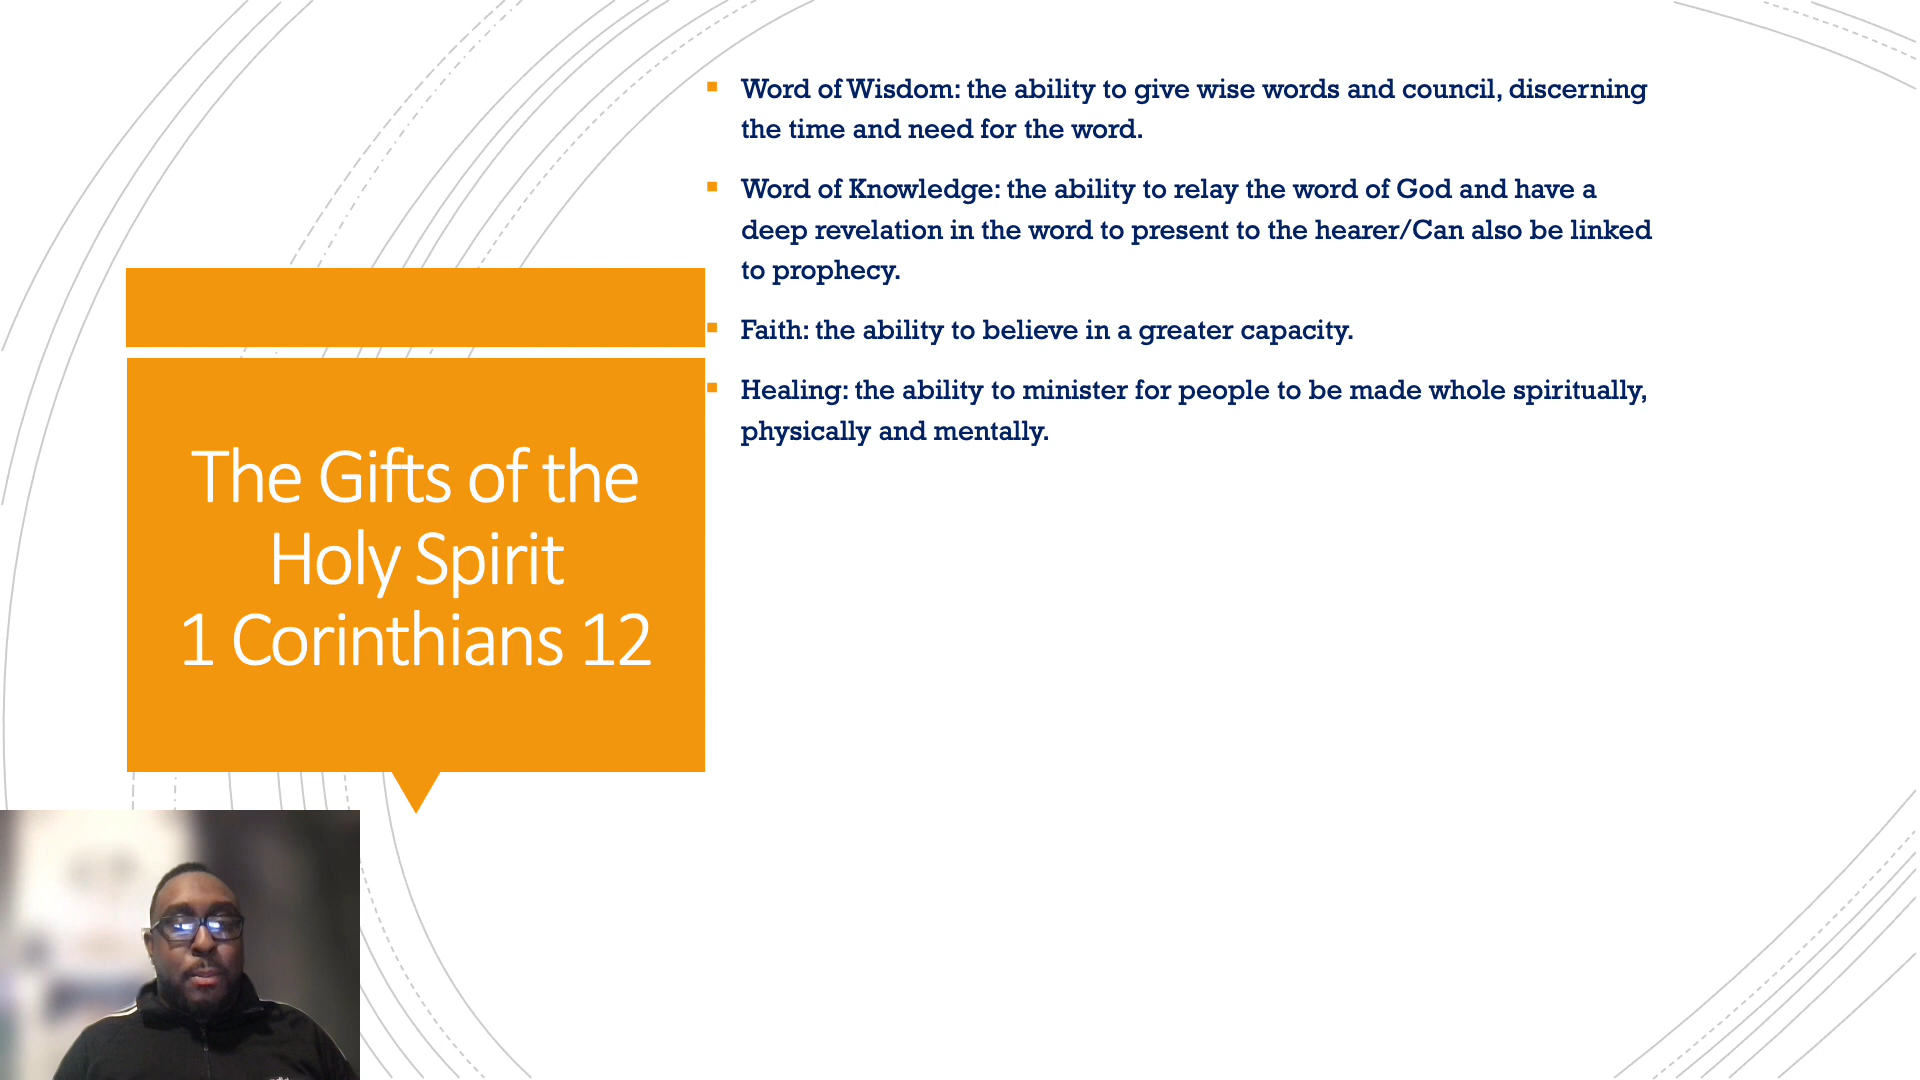 Word of Wisdom: the ability to give wise words and council, discerning
the time and need for the word.
Word of Knowledge: the ability to relay the word of God and have a
deep revelation in the word to present to the hearer/Can also be linked
to prophecy.
Faith: the ability to believe in a greater capacity.
Healing: the ability to minister for people to be made whole spiritually,
physically and mentally.
The Gifts of the
Holy Spirit
1 Corinthians 12